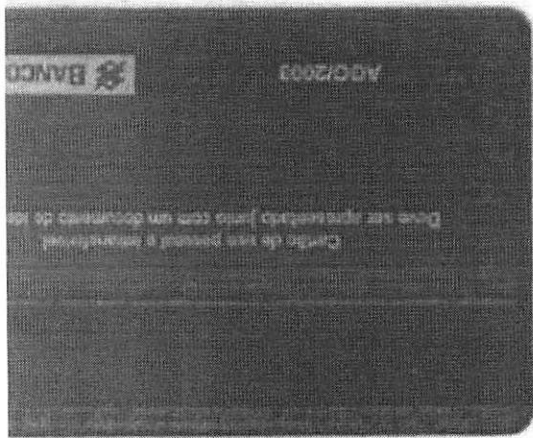 Cartão de uso pessoal e intransferível.
Deve ser apresentado junto com um documento de
AGO/2003
BANCO